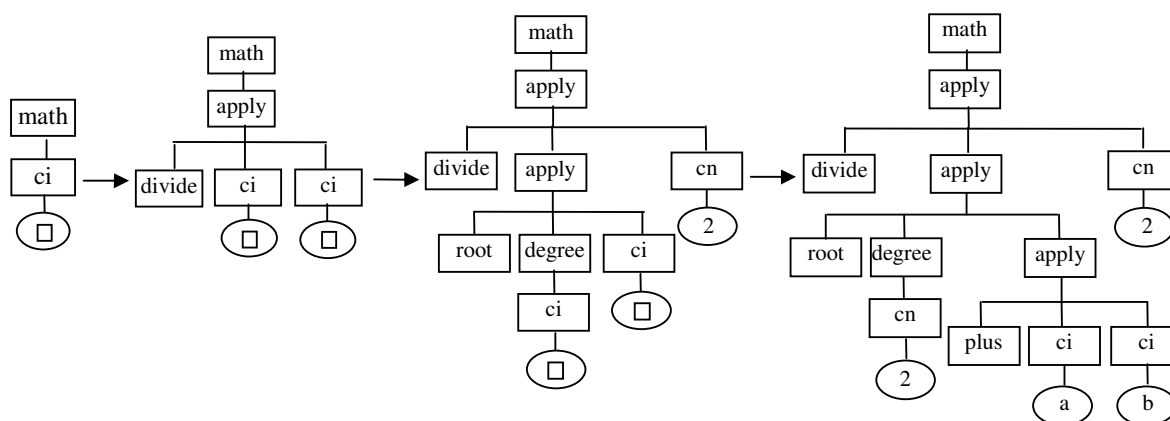 math
ci
□
math
apply
divide ci ci
□ □
math
apply
divide apply cn
2
root degree ci
□
ci
□
math
apply
divide apply cn
2
root degree apply
cn
2
plus ci ci
a b